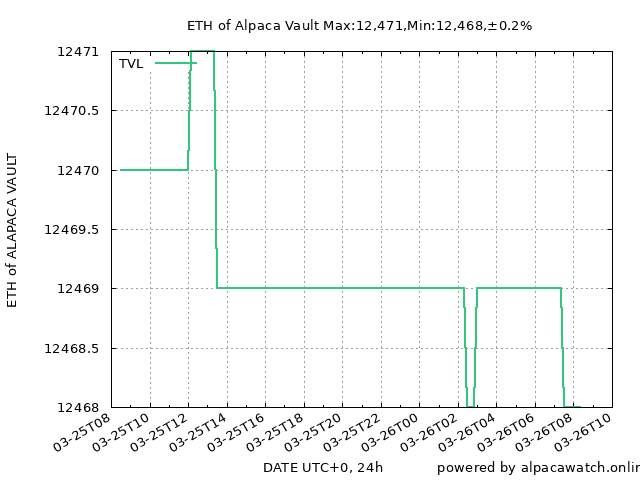 ETH of Alpaca Vault Max:12,471,Min:12,468,±0.2%
TVL
12471
12470.5
12470
12469.5
12469
12468.5
12468
ETH of ALAPACA VAULT
03-25T08
03-25T10
03-25T12
03-25T14
03-25T16
03-25T18
03-25T20
03-25T22
03-26T00
03-26T02
03-26T04
03-26T06
03-26T08
03-26T10
DATE UTC+0, 24h
powered by alpacawatch.onlin